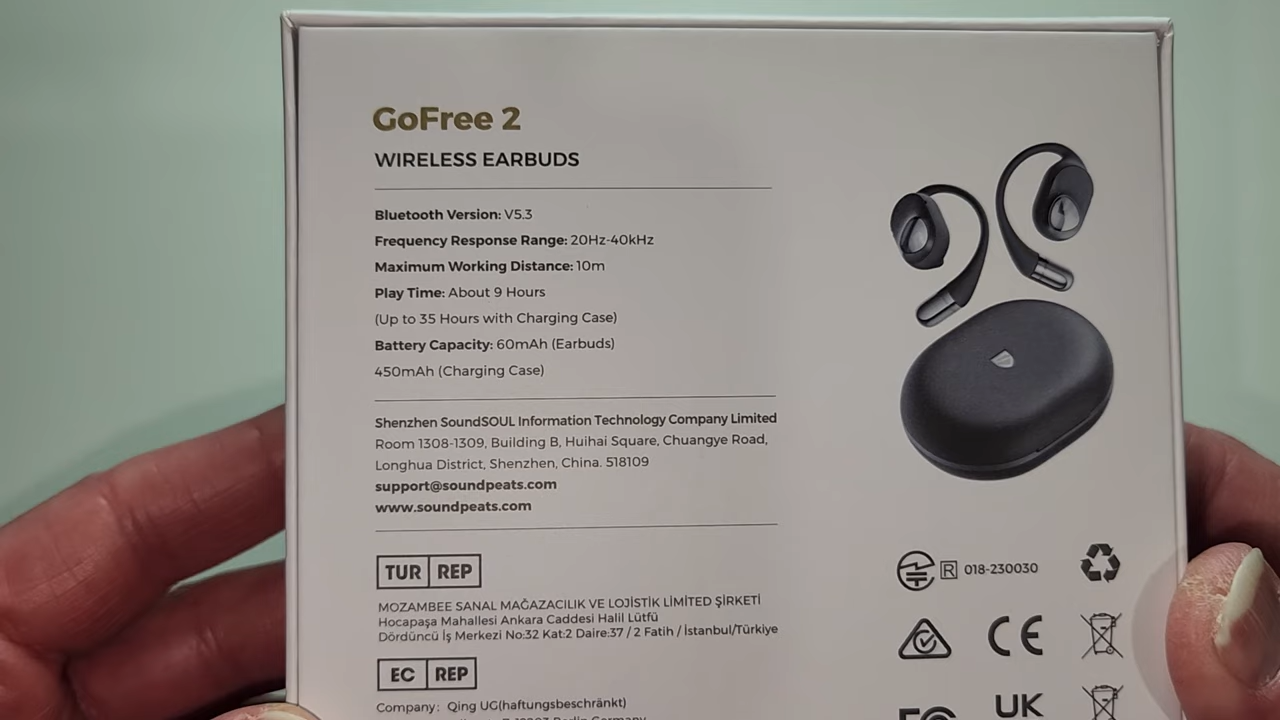 GoFree 2
WIRELESS EARBUDS
Bluetooth Version: V5.3
Frequency Response Range: 20Hz-40kHz
Maximum Working Distance: 10m
Play Time: About 9 Hours
(Up to 35 Hours with Charging Case)
Battery Capacity: 60mAh (Earbuds)
450mAh (Charging Case)
Shenzhen SoundSOUL Information Technology Company Limited
Room 1308-1309, Building B, Huihai Square, Chuangye Road,
Longhua District, Shenzhen, China. 518109
support@soundpeats.com
www.soundpeats.com
TUR REP
MOZAMBEE SANAL MAĞAZACILIK VE LOJİSTİK LİMİTED ŞİRKETİ
Hocapaşa Mahallesi Ankara Caddesi Halil Lütfü
Dördüncü İş Merkezi No:32 Kat:2 Daire:37 / 2 Fatih / İstanbul/Türkiye
EC REP
Company: Qing UG(haftungsbeschränkt)
Berlin Germany
R 018-230030
CE
FC
UK